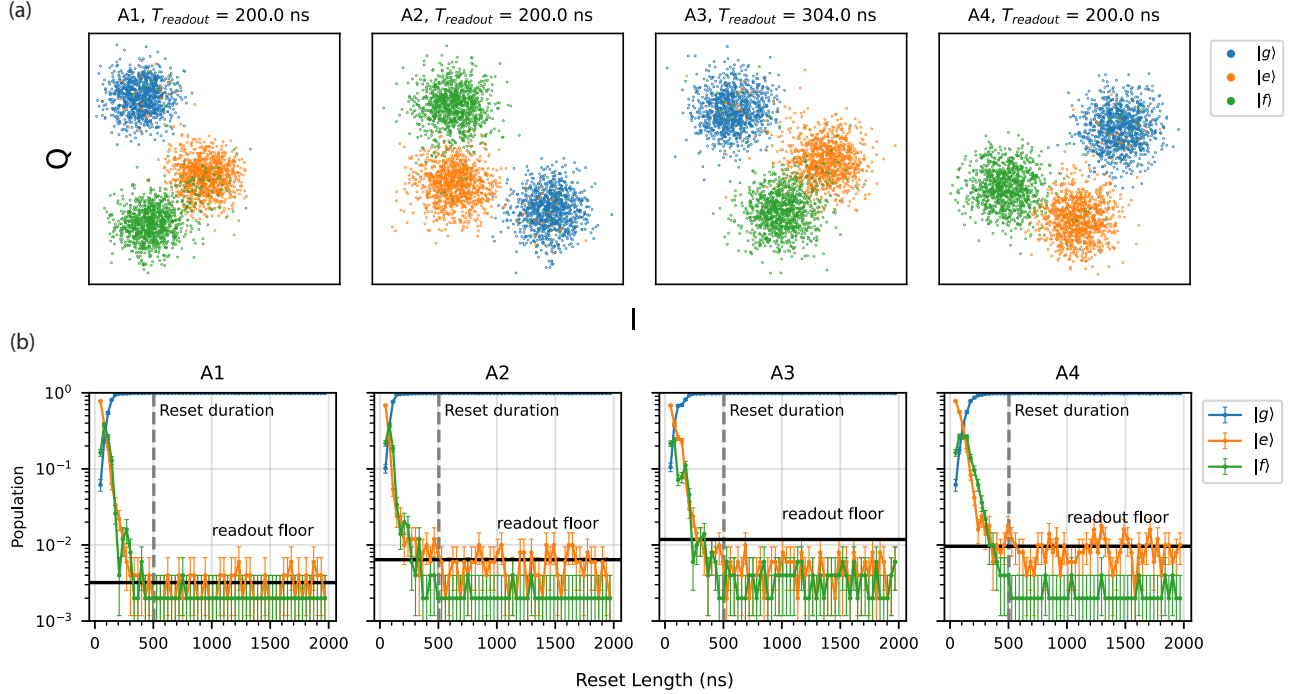 (a)
A1, T_readout = 200.0 ns
A2, T_readout = 200.0 ns
A3, T_readout = 304.0 ns
A4, T_readout = 200.0 ns
|g⟩
|e⟩
|f⟩
Q
I
(b)
A1
A2
A3
A4
Population
10⁰
10⁻¹
10⁻²
10⁻³
Reset duration
readout floor
Reset duration
readout floor
Reset duration
readout floor
Reset duration
readout floor
|g⟩
|e⟩
|f⟩
0 500 1000 1500 2000
0 500 1000 1500 2000
0 500 1000 1500 2000
0 500 1000 1500 2000
Reset Length (ns)